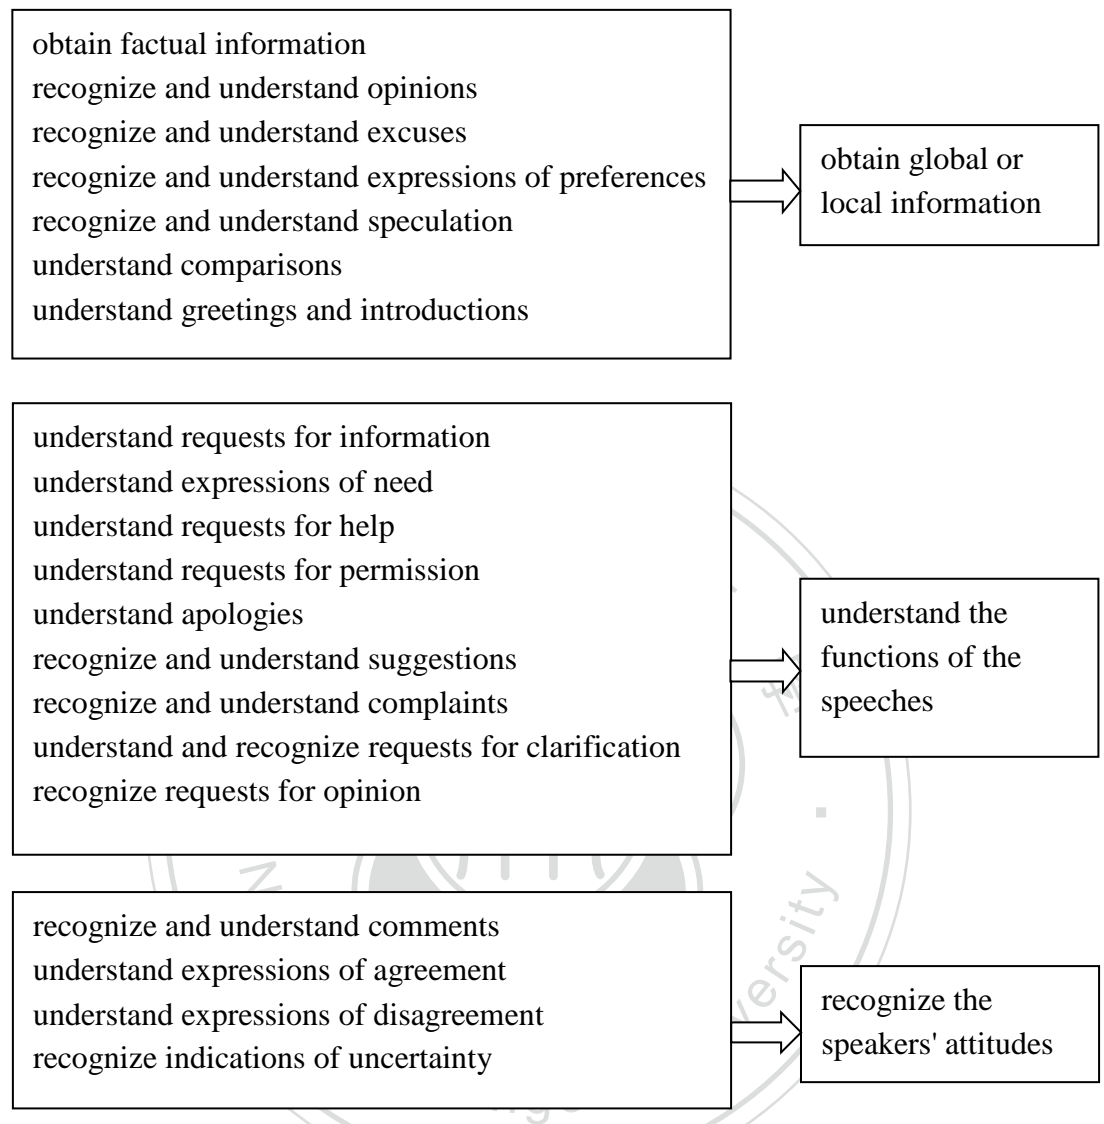 obtain factual information
recognize and understand opinions
recognize and understand excuses
recognize and understand expressions of preferences
recognize and understand speculation
understand comparisons
understand greetings and introductions
obtain global or
local information
understand requests for information
understand expressions of need
understand requests for help
understand requests for permission
understand apologies
recognize and understand suggestions
recognize and understand complaints
understand and recognize requests for clarification
recognize requests for opinion
understand the
functions of the
speeches
recognize and understand comments
understand expressions of agreement
understand expressions of disagreement
recognize indications of uncertainty
recognize the
speakers' attitudes